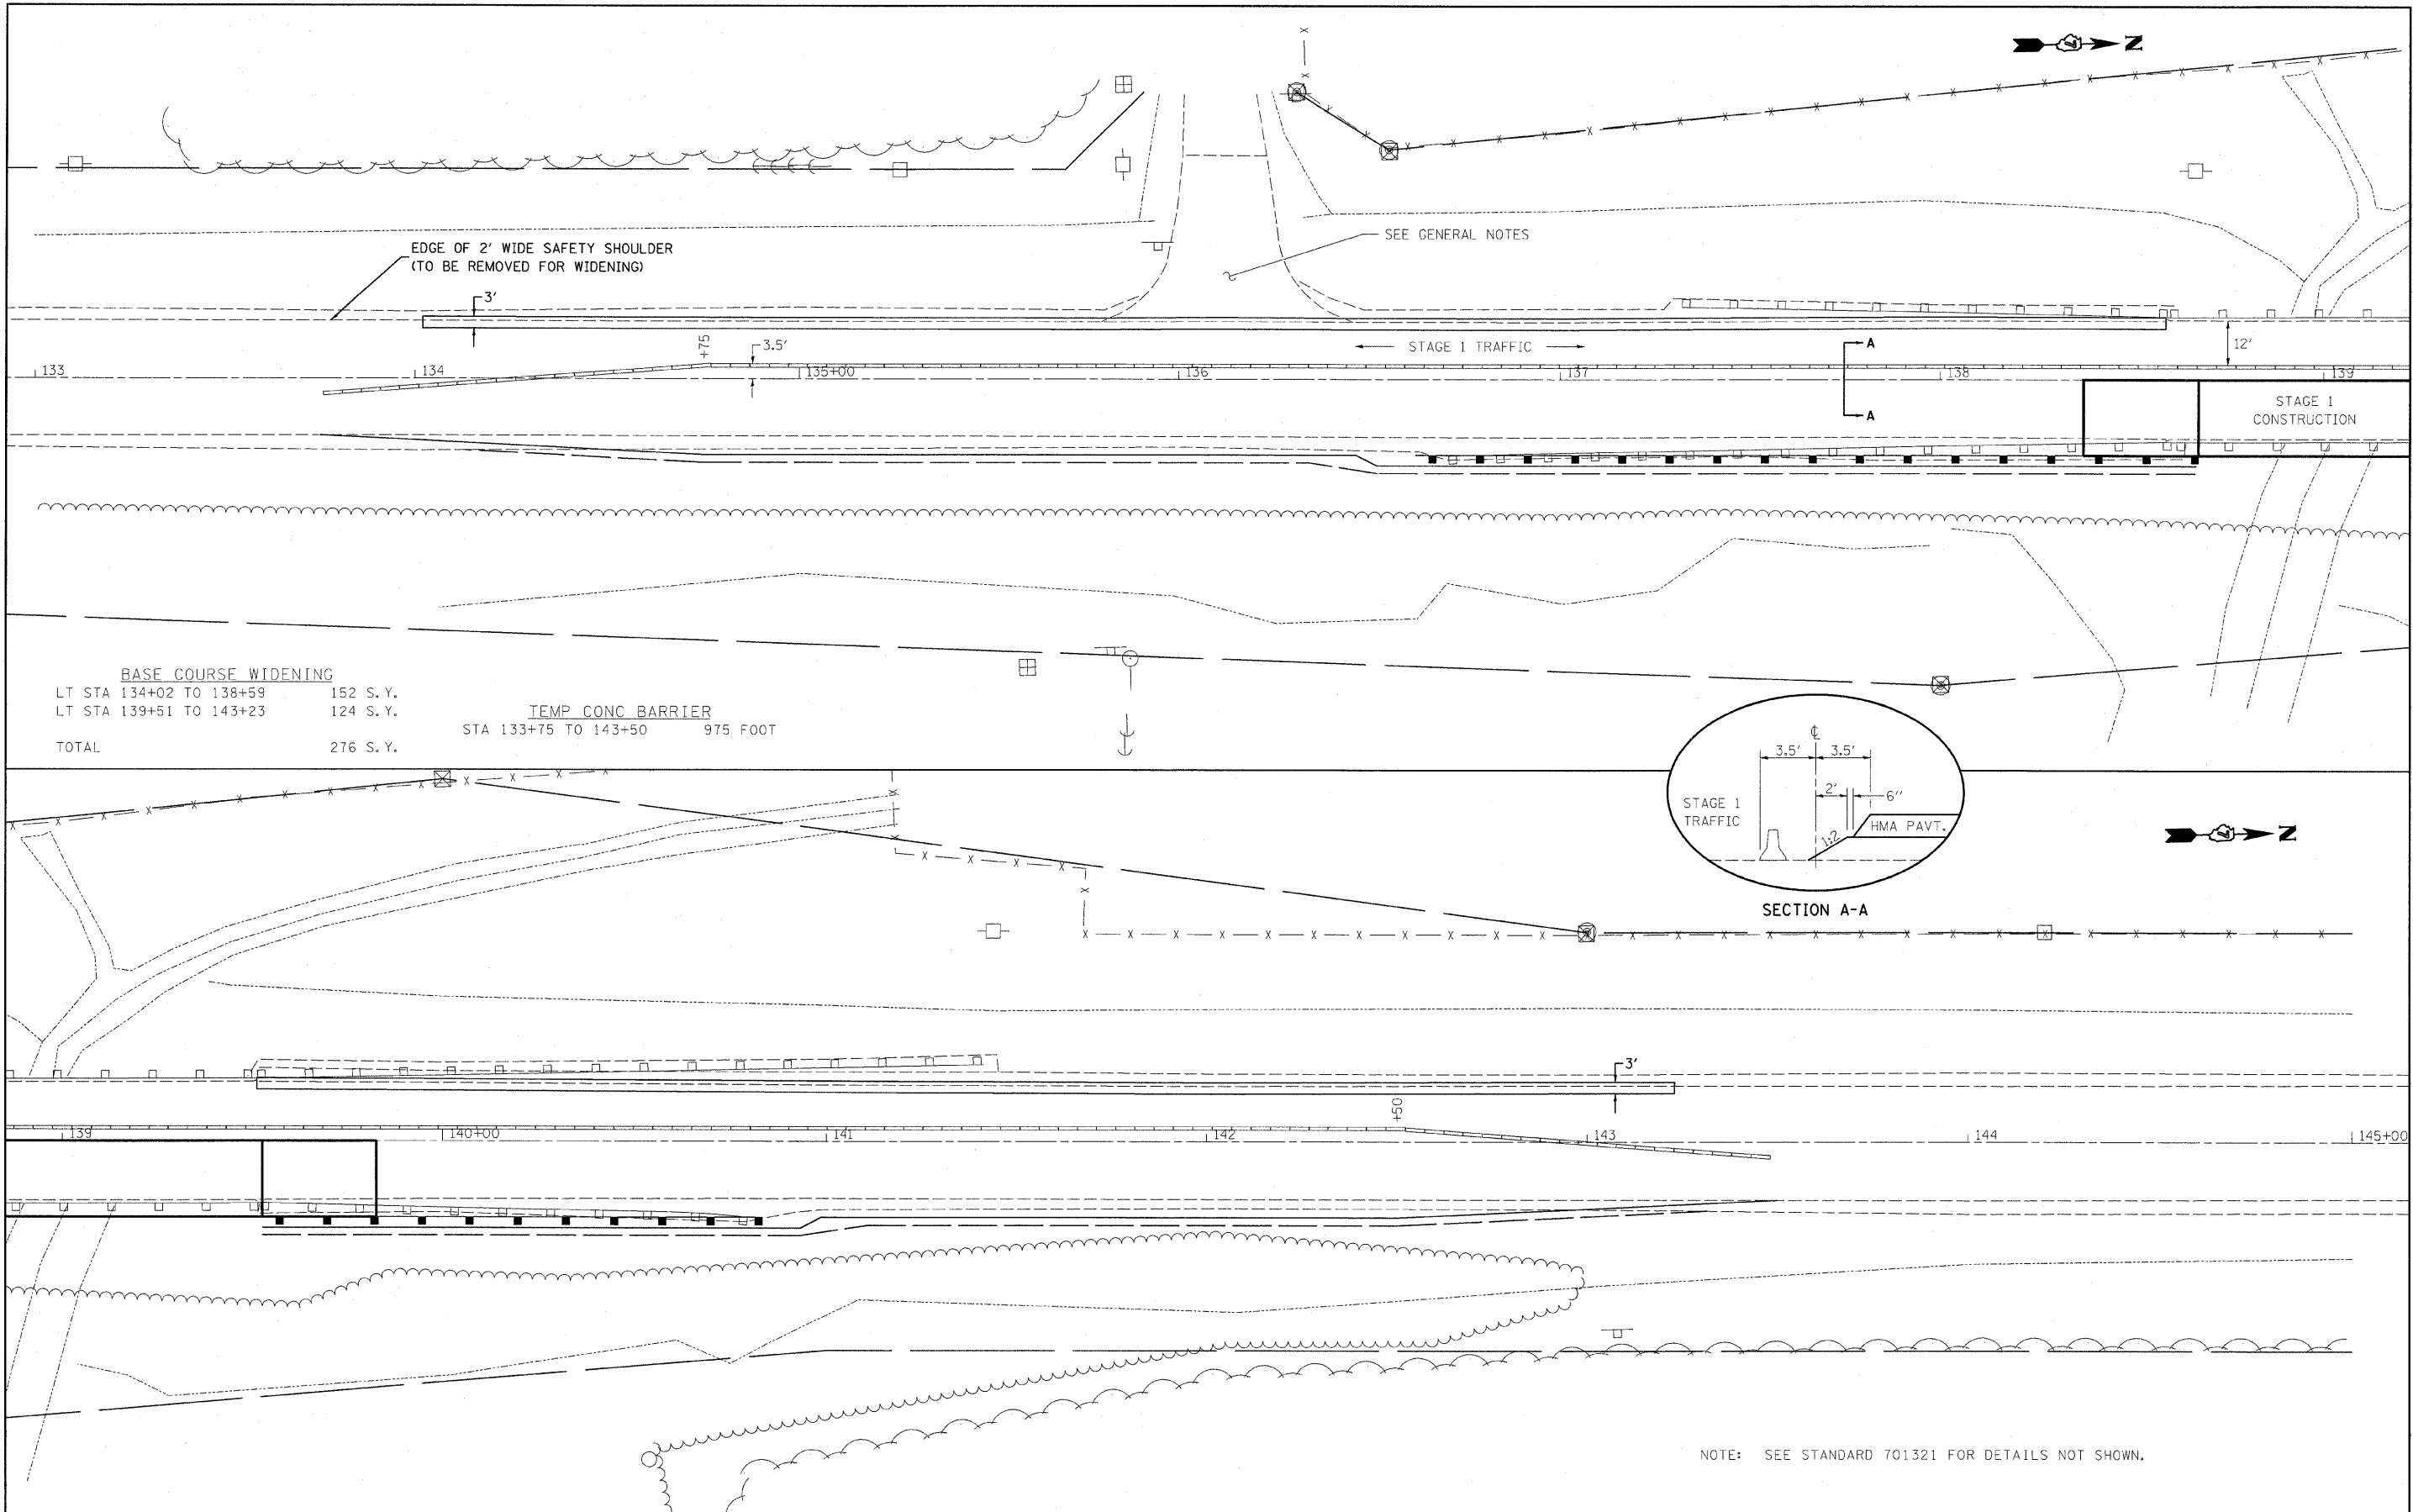 N
EDGE OF 2' WIDE SAFETY SHOULDER
(TO BE REMOVED FOR WIDENING)
SEE GENERAL NOTES
3'
+75
3.5'
STAGE 1 TRAFFIC
A
12'
133
134
135+00
136
137
138
139
A
STAGE 1
CONSTRUCTION
BASE COURSE WIDENING
LT STA 134+02 TO 138+59 152 S.Y.
LT STA 139+51 TO 143+23 124 S.Y.
TOTAL 276 S.Y.
TEMP CONC BARRIER
STA 133+75 TO 143+50 975 FOOT
℄
3.5' 3.5'
2' 6"
STAGE 1
TRAFFIC
1:2
HMA PAVT.
SECTION A-A
N
3'
+50
139
140+00
141
142
143
144
145+00
NOTE: SEE STANDARD 701321 FOR DETAILS NOT SHOWN.